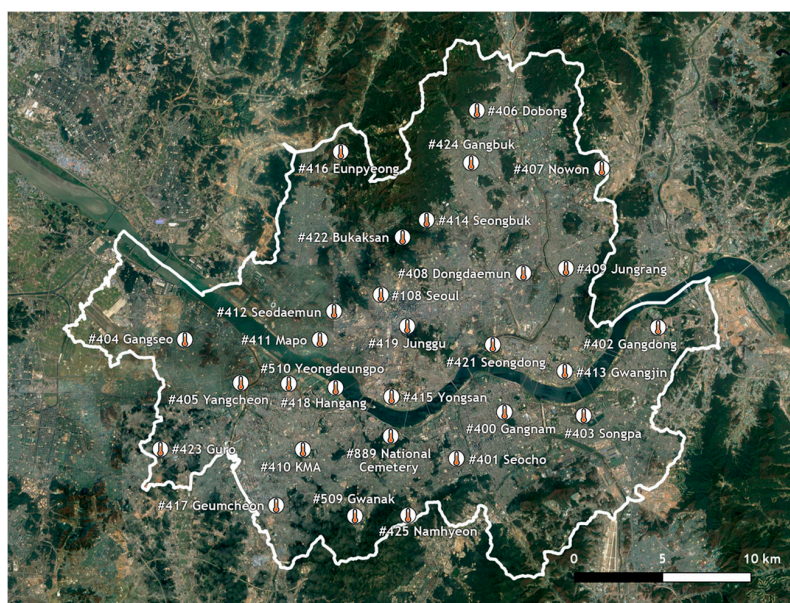 #406 Dobong
#424 Gangbuk
#416 Eunpyeong
#407 Nowon
#414 Seongbuk
#422 Bukaksan
#408 Dongdaemun
#409 Jungrang
#108 Seoul
#412 Seodaemun
#419 Junggu
#402 Gangdong
#404 Gangseo
#411 Mapo
#421 Seongdong
#510 Yeongdeungpo
#413 Gwangjin
#405 Yangcheon
#418 Hangang
#415 Yongsan
#400 Gangnam
#403 Songpa
#423 Guro
#410 KMA
#889 National
Cemetery
#401 Seocho
#417 Geumcheon
#509 Gwanak
#425 Namhyeon
0 5 10 km